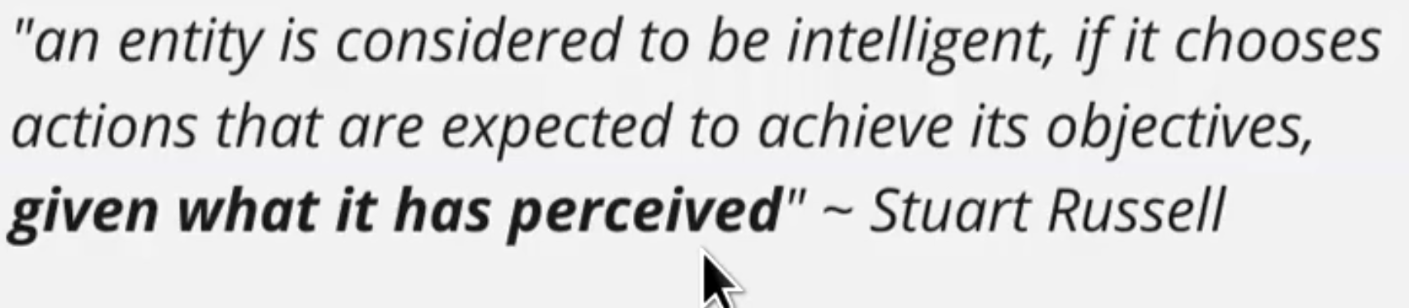 "an entity is considered to be intelligent, if it chooses
actions that are expected to achieve its objectives,
given what it has perceived" ~ Stuart Russell